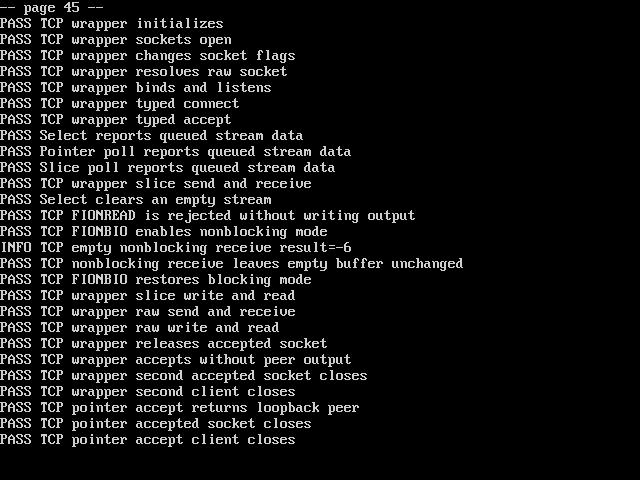 -- page 45 --
PASS TCP wrapper initializes
PASS TCP wrapper sockets open
PASS TCP wrapper changes socket flags
PASS TCP wrapper resolves raw socket
PASS TCP wrapper binds and listens
PASS TCP wrapper typed connect
PASS TCP wrapper typed accept
PASS Select reports queued stream data
PASS Pointer poll reports queued stream data
PASS Slice poll reports queued stream data
PASS TCP wrapper slice send and receive
PASS Select clears an empty stream
PASS TCP FIONREAD is rejected without writing output
PASS TCP FIONBIO enables nonblocking mode
INFO TCP empty nonblocking receive result=-6
PASS TCP nonblocking receive leaves empty buffer unchanged
PASS TCP FIONBIO restores blocking mode
PASS TCP wrapper slice write and read
PASS TCP wrapper raw send and receive
PASS TCP wrapper raw write and read
PASS TCP wrapper releases accepted socket
PASS TCP wrapper accepts without peer output
PASS TCP wrapper second accepted socket closes
PASS TCP wrapper second client closes
PASS TCP pointer accept returns loopback peer
PASS TCP pointer accepted socket closes
PASS TCP pointer accept client closes